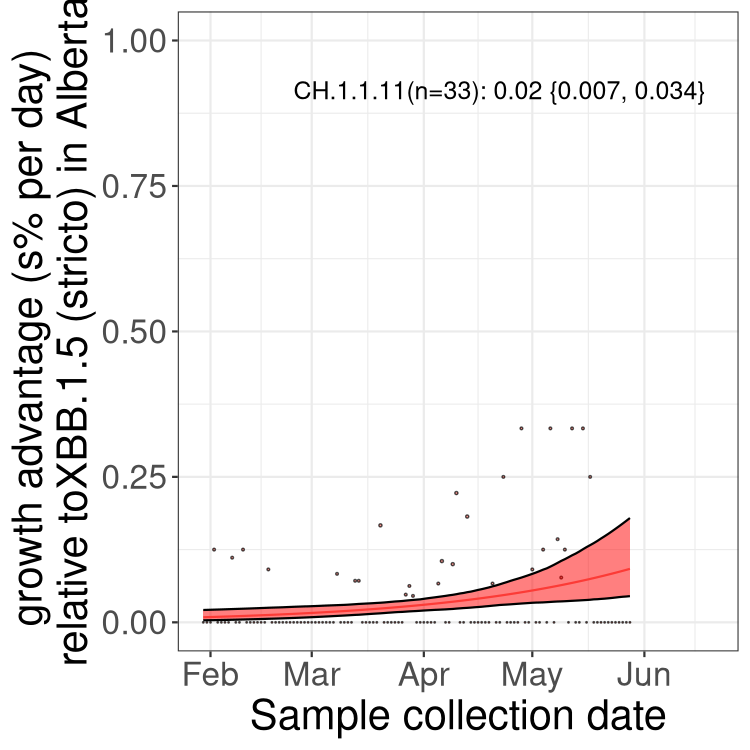 growth advantage (s% per day)
relative toXBB.1.5 (stricto) in Alberta
1.00
0.75
0.50
0.25
0.00
CH.1.1.11(n=33): 0.02 {0.007, 0.034}
Feb Mar Apr May Jun
Sample collection date